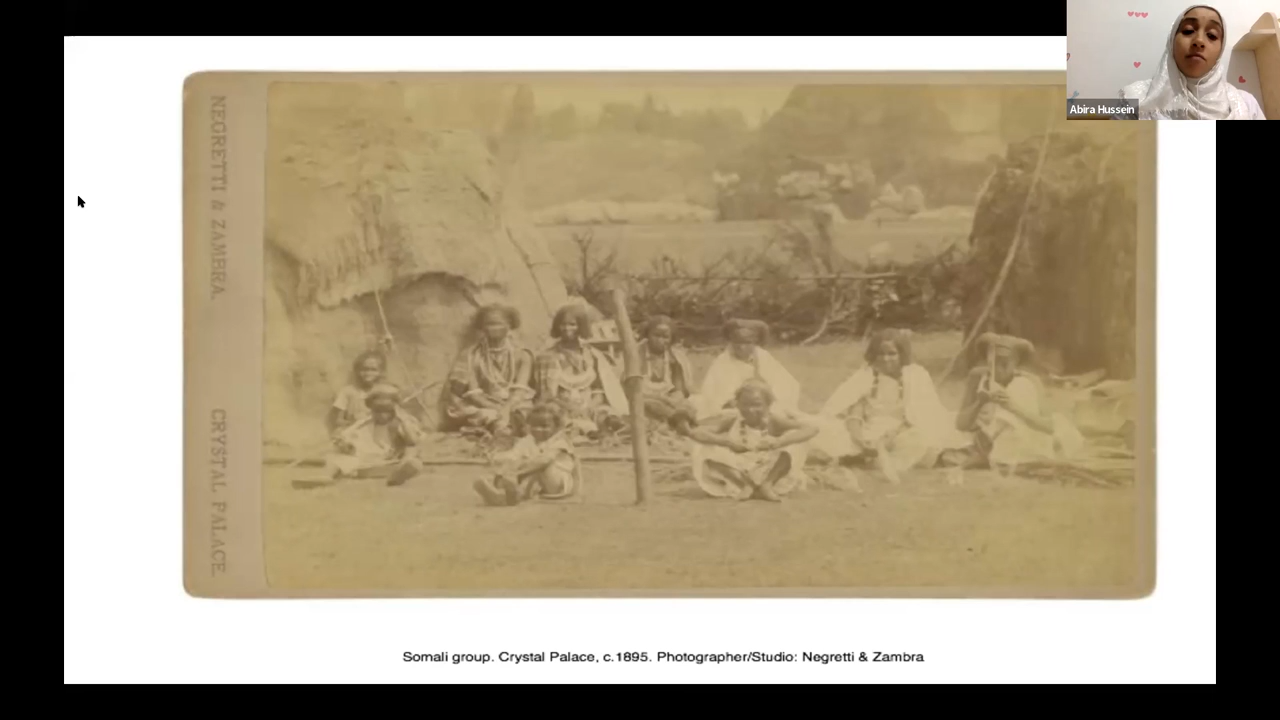 Abira Hussein
NEGRETTI & ZAMBRA.
CRYSTAL PALACE.
Somali group. Crystal Palace, c.1895. Photographer/Studio: Negretti & Zambra